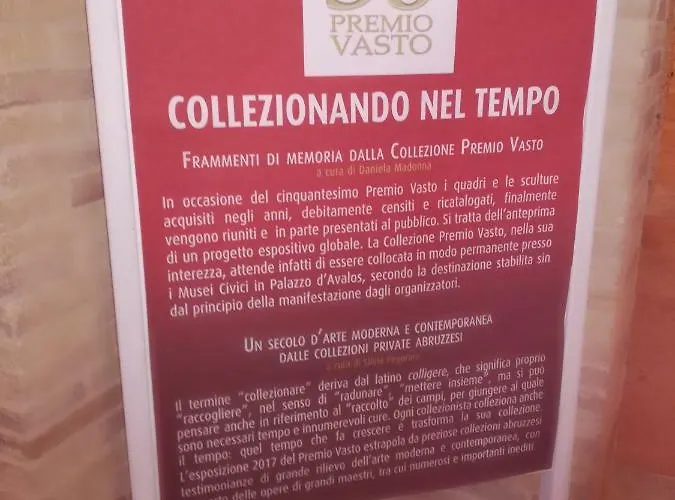 PREMIO
VASTO
COLLEZIONANDO NEL TEMPO
FRAMMENTI DI MEMORIA DALLA COLLEZIONE PREMIO VASTO
a cura di Daniela Madonna
In occasione del cinquantesimo Premio Vasto i quadri e le sculture
acquisiti negli anni, debitamente censiti e ricatalogati, finalmente
vengono riuniti e in parte presentati al pubblico. Si tratta dell'anteprima
di un progetto espositivo globale. La Collezione Premio Vasto, nella sua
interezza, attende infatti di essere collocata in modo permanente presso
i Musei Civici in Palazzo d'Avalos, secondo la destinazione stabilita sin
dal principio della manifestazione dagli organizzatori.
UN SECOLO D'ARTE MODERNA E CONTEMPORANEA
DALLE COLLEZIONI PRIVATE ABRUZZESI
a cura di Silvia Pegoraro
Il termine "collezionare" deriva dal latino colligere, che significa proprio
"raccogliere", nel senso di "radunare", "mettere insieme", ma si può
pensare anche in riferimento al "raccolto" dei campi, per giungere al quale
sono necessari tempo e innumerevoli cure. Ogni collezionista colleziona anche
il tempo: quel tempo che fa crescere e trasforma la sua collezione.
L'esposizione 2017 del Premio Vasto estrapola da preziose collezioni abruzzesi
testimonianze di grande rilievo dell'arte moderna e contemporanea, con
delle opere di grandi maestri, tra cui numerosi e importanti inediti